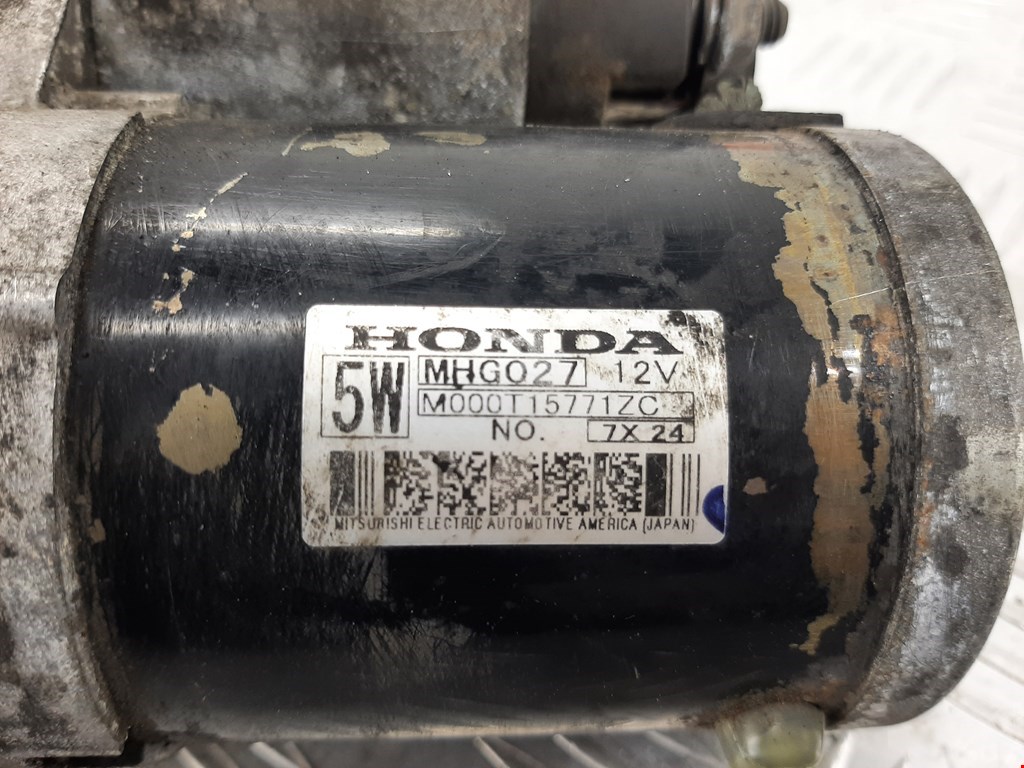 HONDA
5W MHG027 12V
M000T15771ZC
NO. 7X 24
MITSUBISHI ELECTRIC AUTOMOTIVE AMERICA (JAPAN)